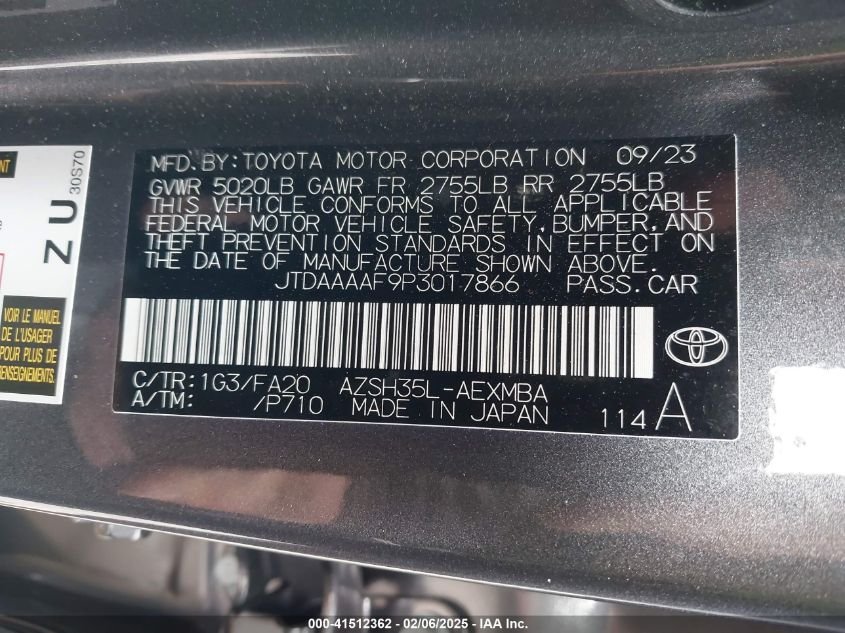 NT
30S70
ZU
e
VOIR LE MANUEL
DE L'USAGER
POUR PLUS DE
RENSEIGNEMENTS.
MFD. BY: TOYOTA MOTOR CORPORATION 09/23
GVWR 5020LB GAWR FR 2755LB RR 2755LB
THIS VEHICLE CONFORMS TO ALL APPLICABLE
FEDERAL MOTOR VEHICLE SAFETY, BUMPER, AND
THEFT PREVENTION STANDARDS IN EFFECT ON
THE DATE OF MANUFACTURE SHOWN ABOVE.
JTDAAAAF9P3017866 PASS. CAR
C/TR: 1G3/FA20 AZSH35L-AEXMBA
A/TM: /P710 MADE IN JAPAN 114 A
000-41512362 - 02/06/2025 - IAA Inc.